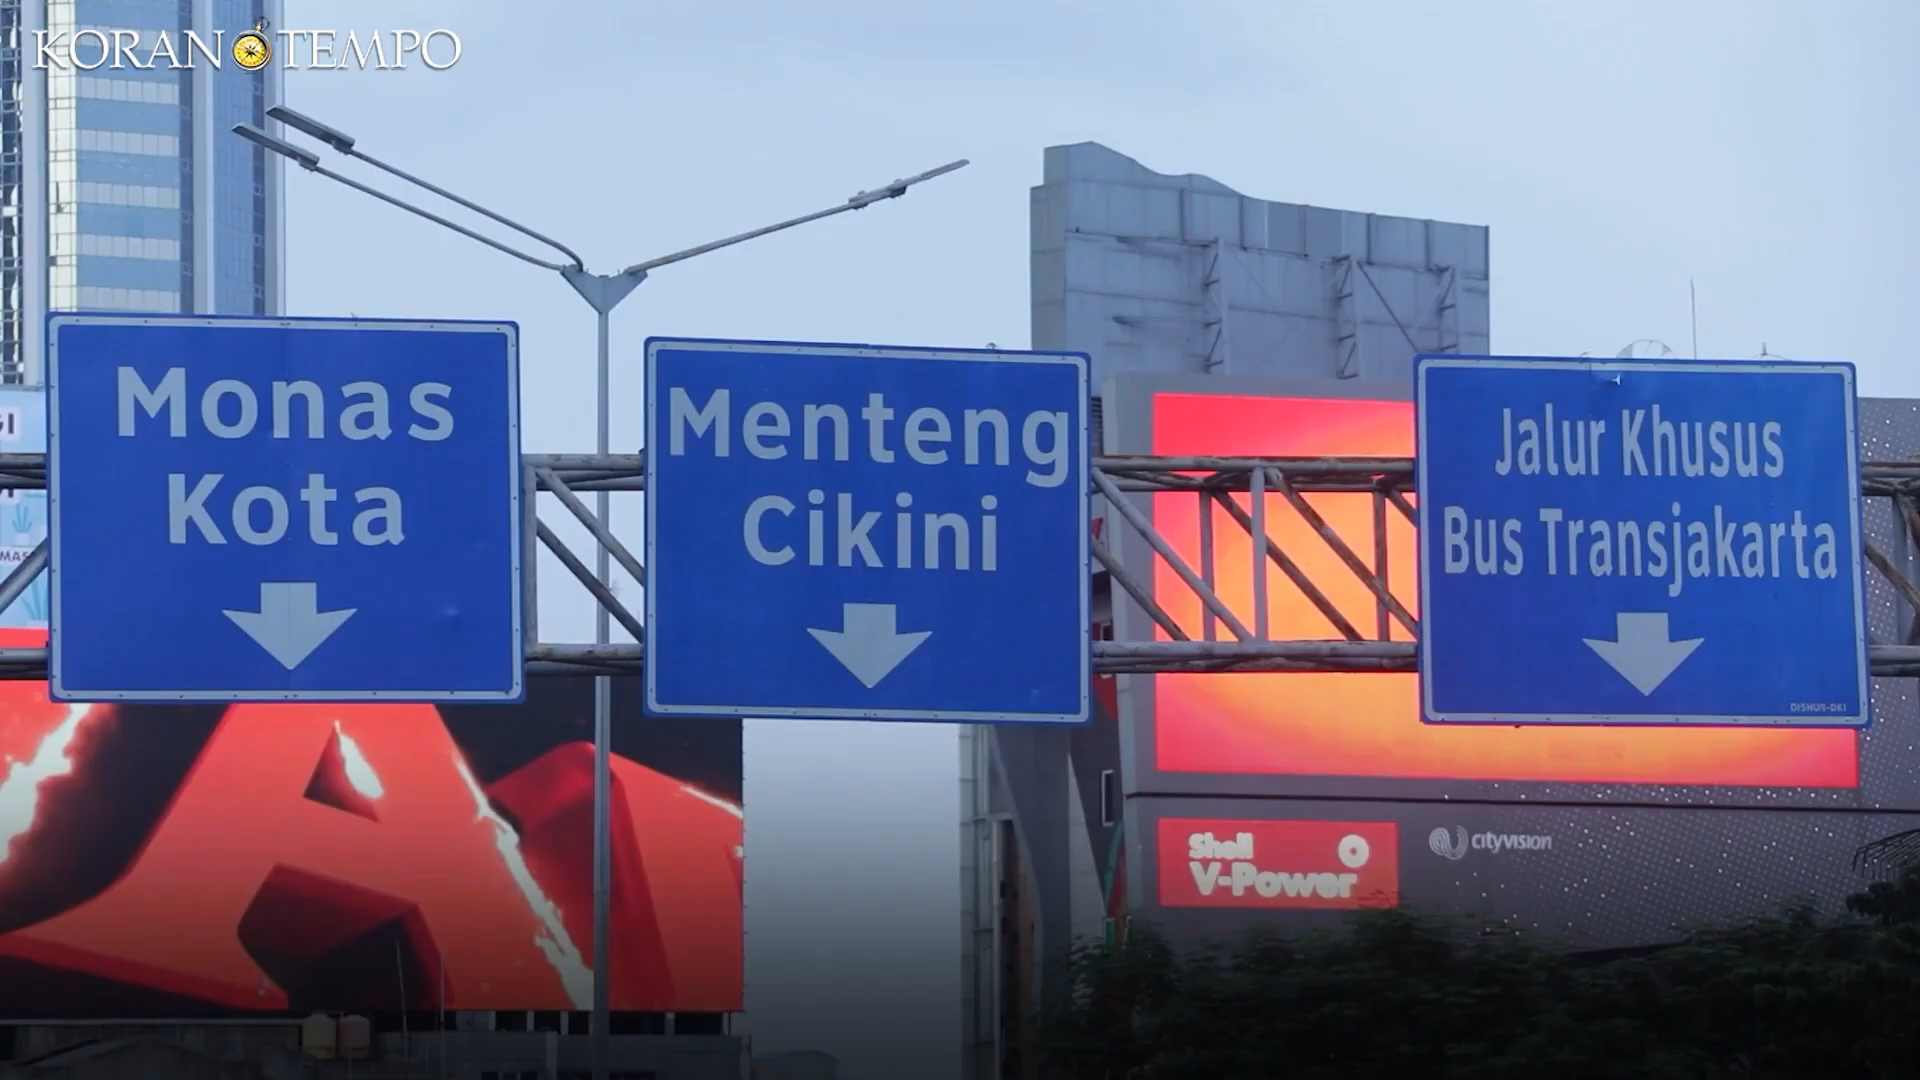 KORAN TEMPO
Monas
Kota
Menteng
Cikini
Jalur Khusus
Bus Transjakarta
DISHUB-DKI
Shell
V-Power
cityvision